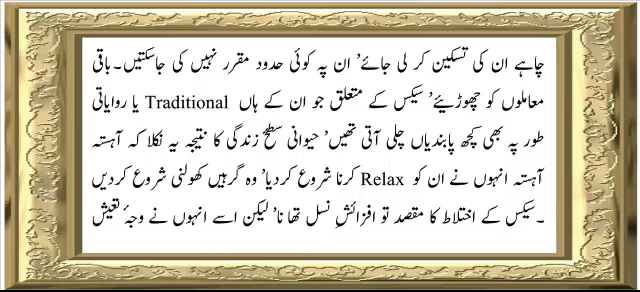 چاہے ان کی تسکین کر لی جائے’ ان پہ کوئی حدود مقرر نہیں کی جاسکتیں۔ باقی
معاملوں کو چھوڑیئے’ سیکس کے متعلق جو ان کے ہاں Traditional یا روایاتی
طور پہ بھی کچھ پابندیاں چلی آتی تھیں’ حیوانی سطح زندگی کا نتیجہ یہ نکلا کہ آہستہ
آہستہ انہوں نے ان کو Relax کرنا شروع کردیا’ وہ گرہیں کھولنی شروع کردیں
۔سیکس کے اختلاط کا مقصد تو افزائشِ نسل تھا نا’ لیکن اسے انہوں نے وجۂ تعیش